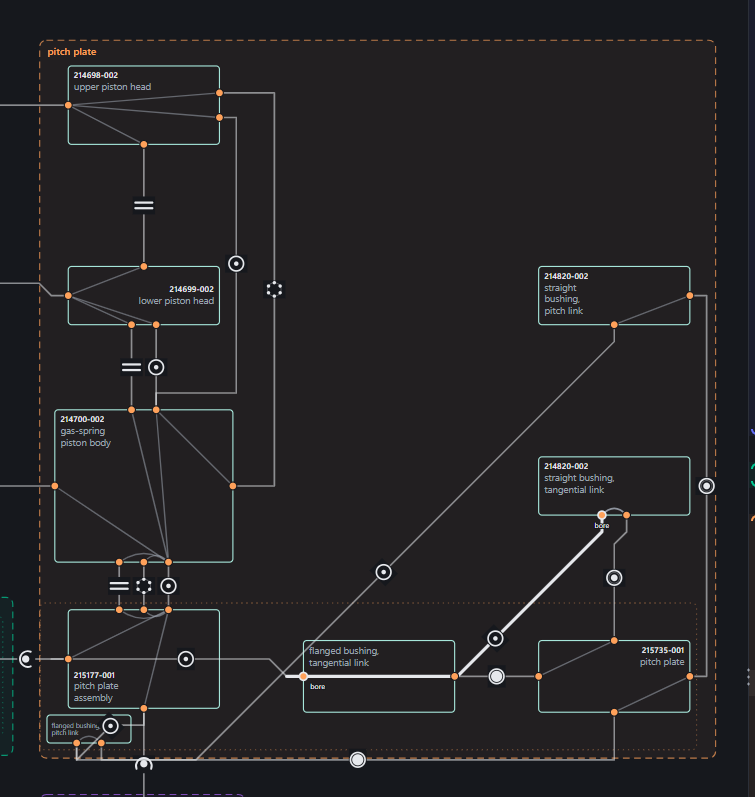 pitch plate
214698-002
upper piston head
214699-002
lower piston head
214820-002
straight
bushing,
pitch link
214700-002
gas-spring
piston body
214820-002
straight bushing,
tangential link
bore
flanged bushing,
tangential link
bore
215735-001
pitch plate
215177-001
pitch plate
assembly
flanged bushing,
pitch link